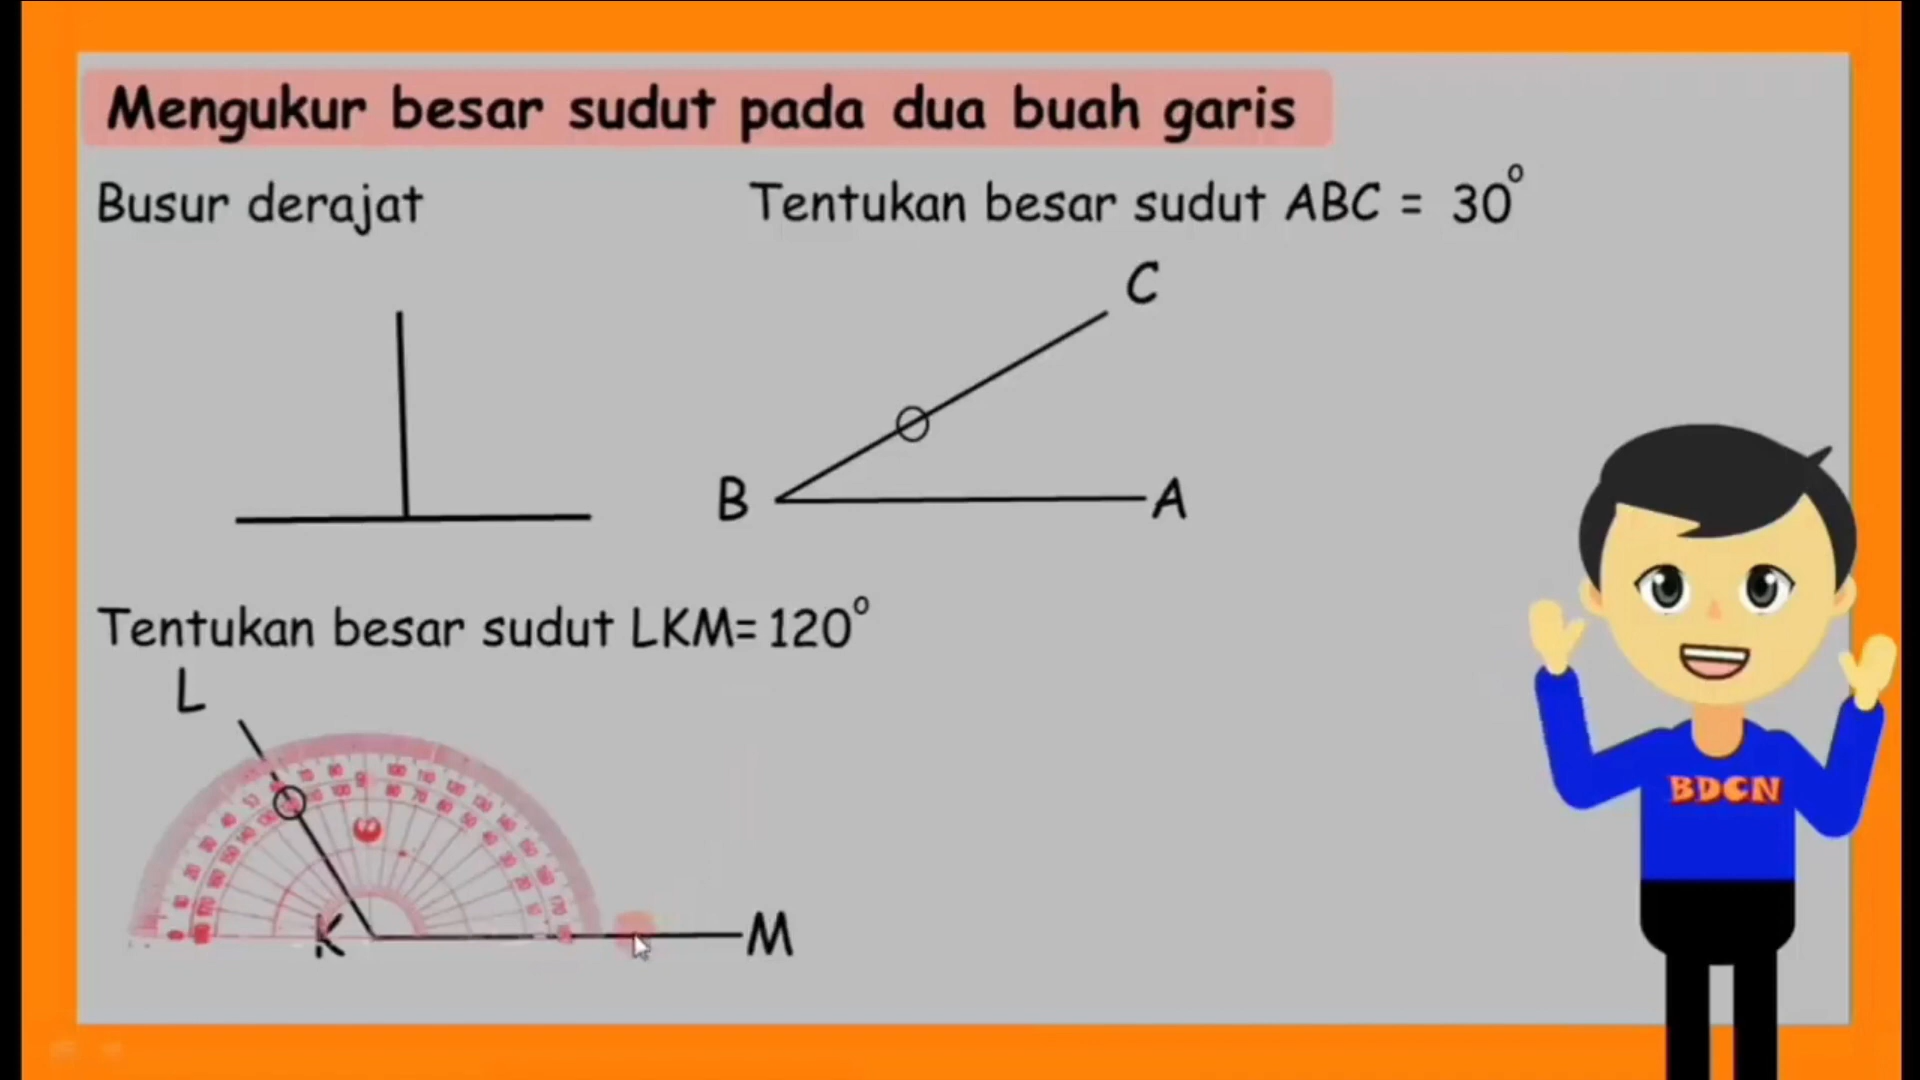 Mengukur besar sudut pada dua buah garis
Busur derajat
Tentukan besar sudut ABC = 30°
C
B
A
Tentukan besar sudut LKM= 120°
L
K
M
BDCN